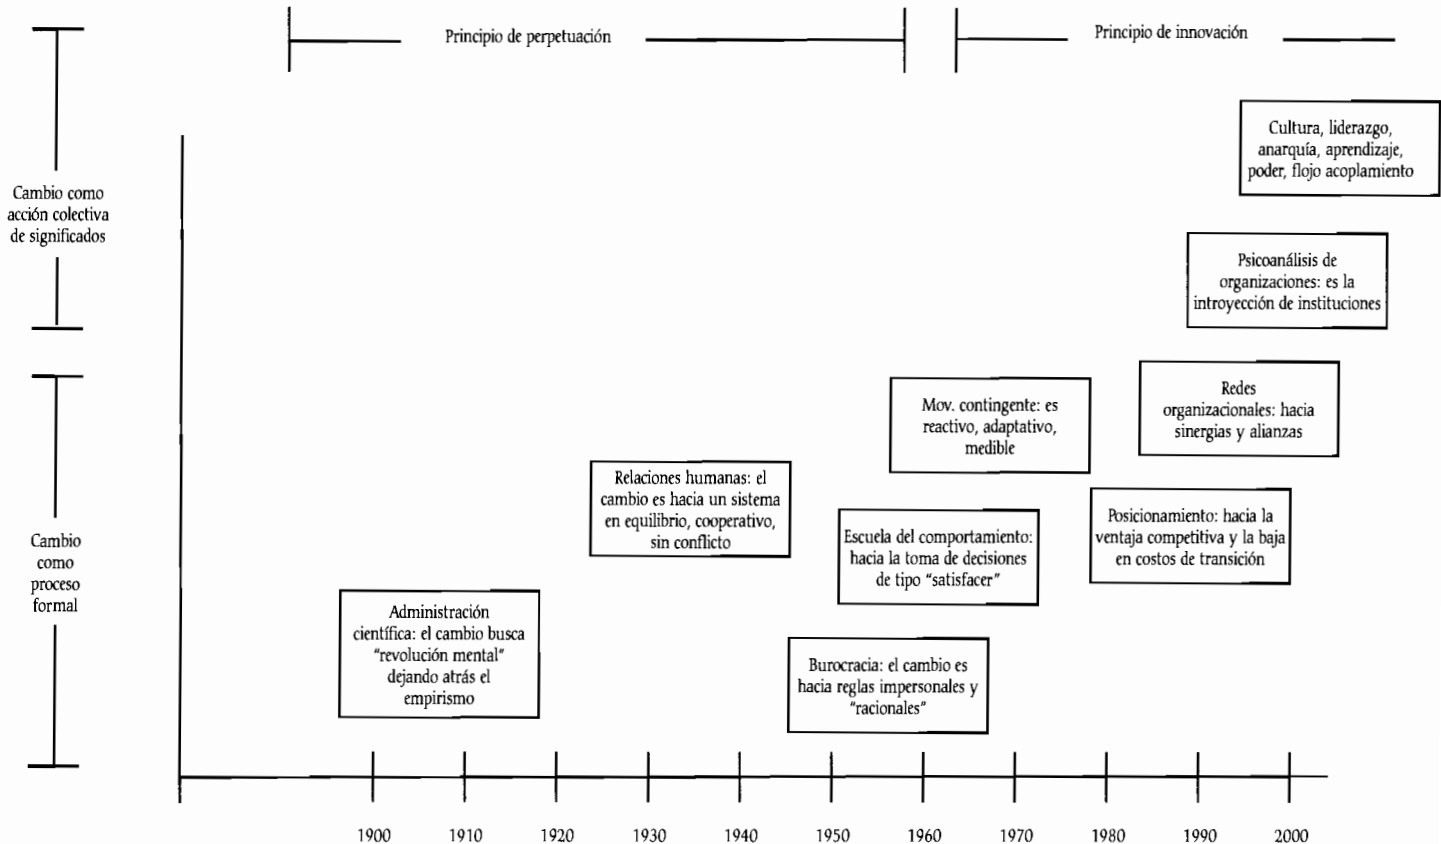 Principio de perpetuación
Principio de innovación
Cambio como
acción colectiva
de significados
Cultura, liderazgo,
anarquía, aprendizaje,
poder, flojo acoplamiento
Psicoanálisis de
organizaciones: es la
introyección de instituciones
Cambio
como
proceso
formal
Mov. contingente: es
reactivo, adaptativo,
medible
Redes
organizacionales: hacia
sinergias y alianzas
Relaciones humanas: el
cambio es hacia un sistema
en equilibrio, cooperativo,
sin conflicto
Escuela del comportamiento:
hacia la toma de decisiones
de tipo “satisfacer”
Posicionamiento: hacia la
ventaja competitiva y la baja
en costos de transición
Administración
científica: el cambio busca
“revolución mental”
dejando atrás el
empirismo
Burocracia: el cambio es
hacia reglas impersonales y
“racionales”
1900 1910 1920 1930 1940 1950 1960 1970 1980 1990 2000